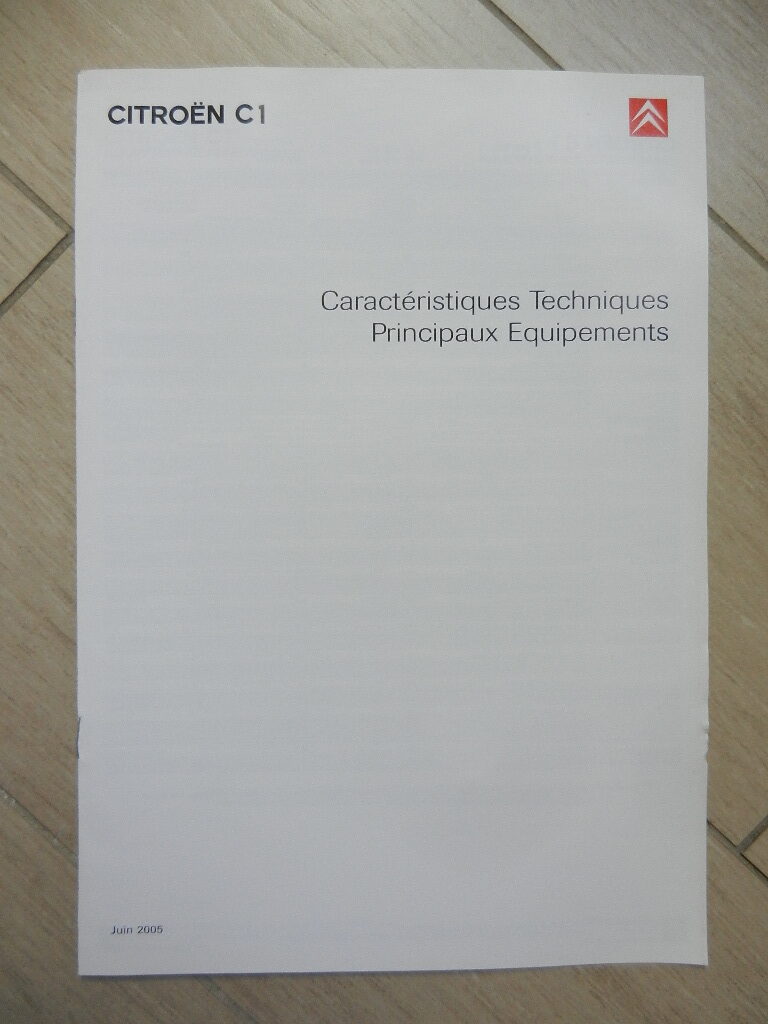 CITROËN C1
Caractéristiques Techniques
Principaux Equipements
Juin 2005